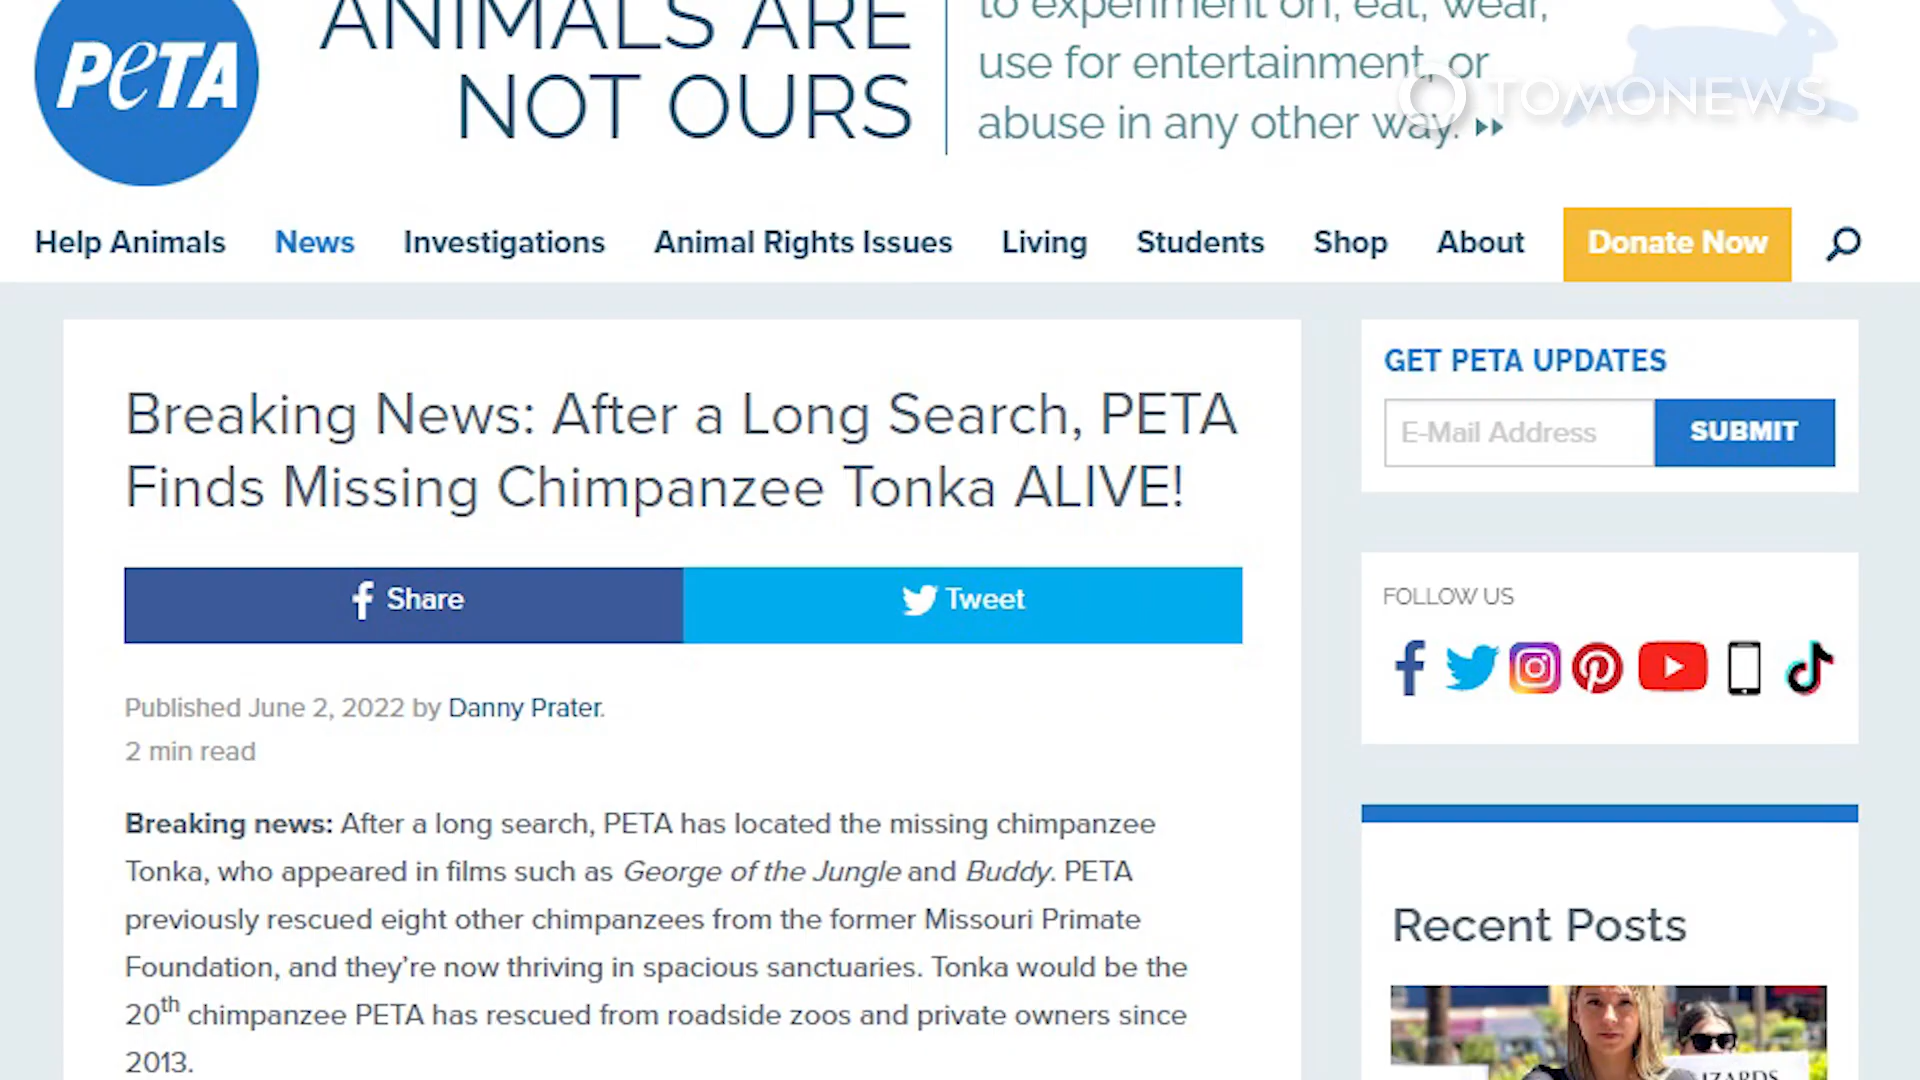 PETA
ANIMALS ARE
NOT OURS
to experiment on, eat, wear,
use for entertainment, or
abuse in any other way.
TOMONEWS
Help Animals News Investigations Animal Rights Issues Living Students Shop About Donate Now
Breaking News: After a Long Search, PETA
Finds Missing Chimpanzee Tonka ALIVE!
Share Tweet
Published June 2, 2022 by Danny Prater.
2 min read
Breaking news: After a long search, PETA has located the missing chimpanzee
Tonka, who appeared in films such as George of the Jungle and Buddy. PETA
previously rescued eight other chimpanzees from the former Missouri Primate
Foundation, and they’re now thriving in spacious sanctuaries. Tonka would be the
20th chimpanzee PETA has rescued from roadside zoos and private owners since
2013.
GET PETA UPDATES
E-Mail Address SUBMIT
FOLLOW US
Recent Posts